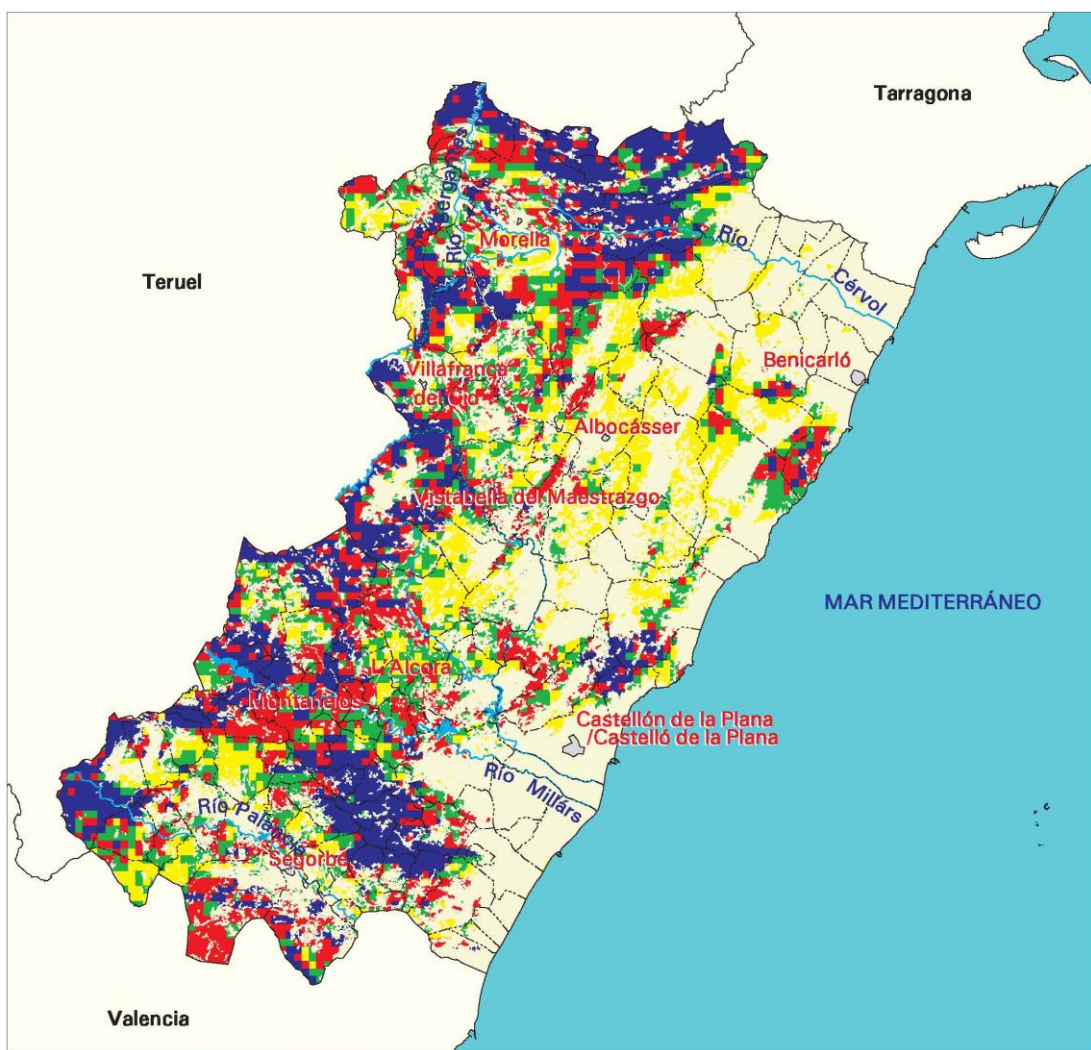 Tarragona
Río Bergantes
Morella
Río
Cérvol
Teruel
Benicarló
Villafranca
del Cid
Albocásser
Vistabella del Maestrazgo
MAR MEDITERRÁNEO
L'Alcora
Montanejos
Castellón de la Plana
/Castelló de la Plana
Río Millárs
Río Palancia
Segorbe
Valencia